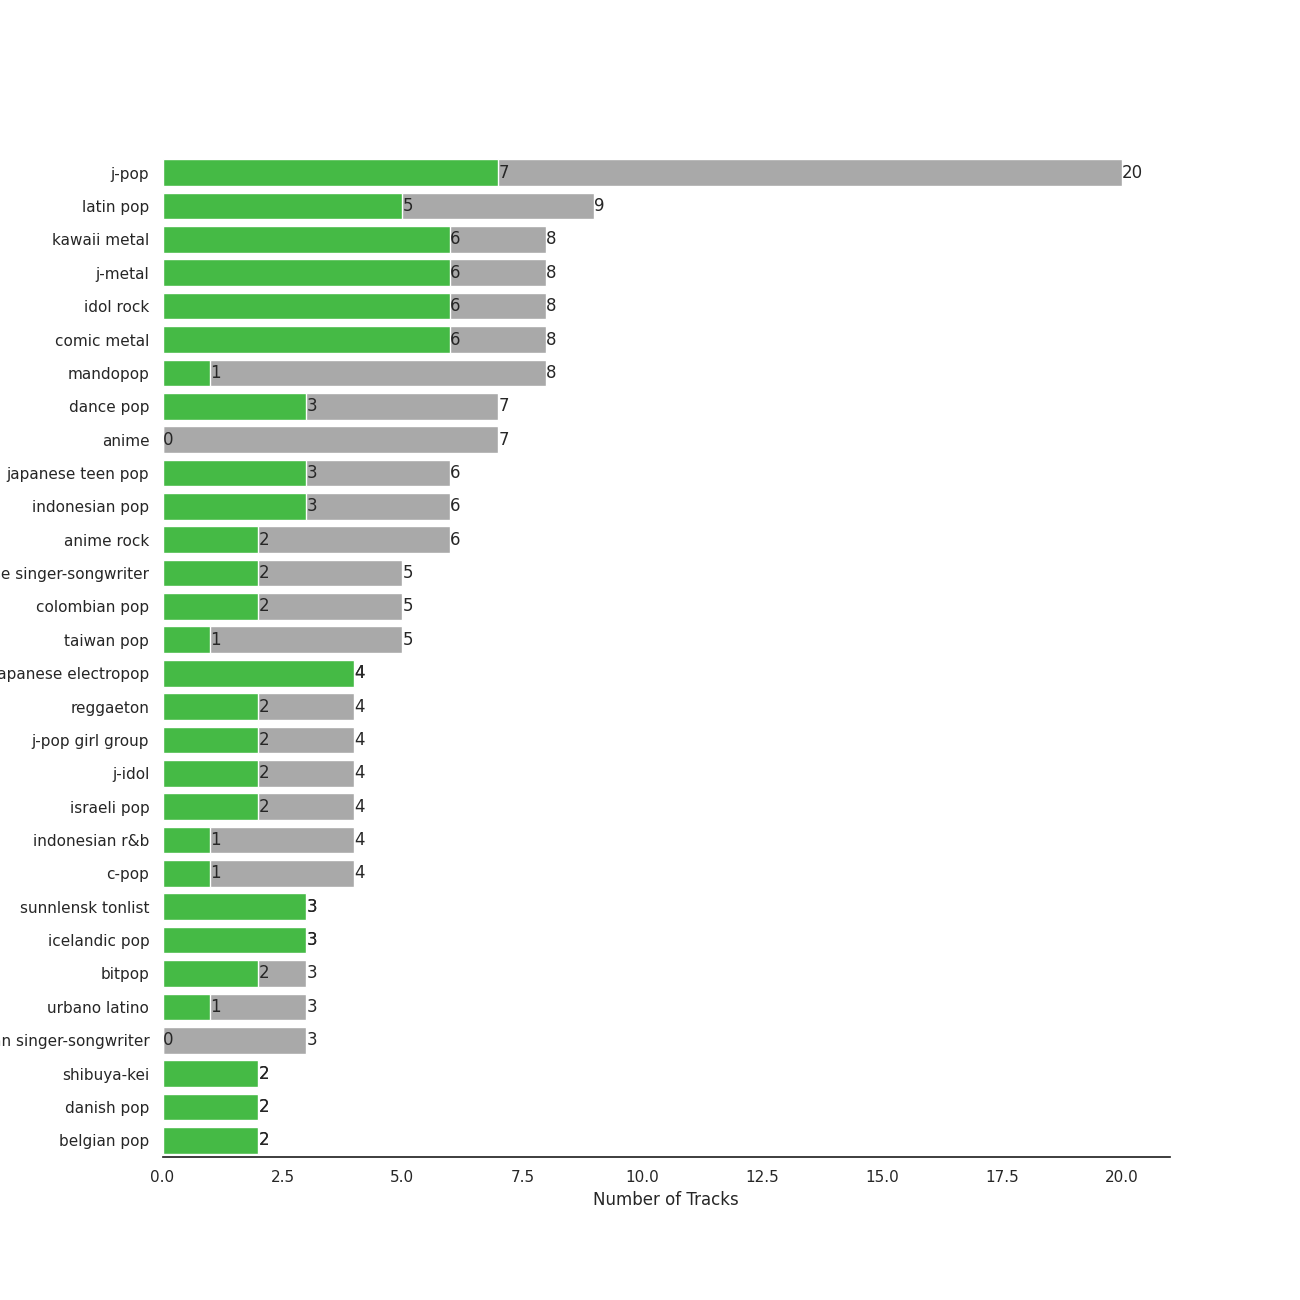 j-pop 7 20
latin pop 5 9
kawaii metal 6 8
j-metal 6 8
idol rock 6 8
comic metal 6 8
mandopop 1 8
dance pop 3 7
anime 0 7
japanese teen pop 3 6
indonesian pop 3 6
anime rock 2 6
e singer-songwriter 2 5
colombian pop 2 5
taiwan pop 1 5
apanese electropop 4
reggaeton 2 4
j-pop girl group 2 4
j-idol 2 4
israeli pop 2 4
indonesian r&b 1 4
c-pop 1 4
sunnlensk tonlist 3
icelandic pop 3
bitpop 2 3
urbano latino 1 3
n singer-songwriter 0 3
shibuya-kei 2
danish pop 2
belgian pop 2
0.0 2.5 5.0 7.5 10.0 12.5 15.0 17.5 20.0
Number of Tracks